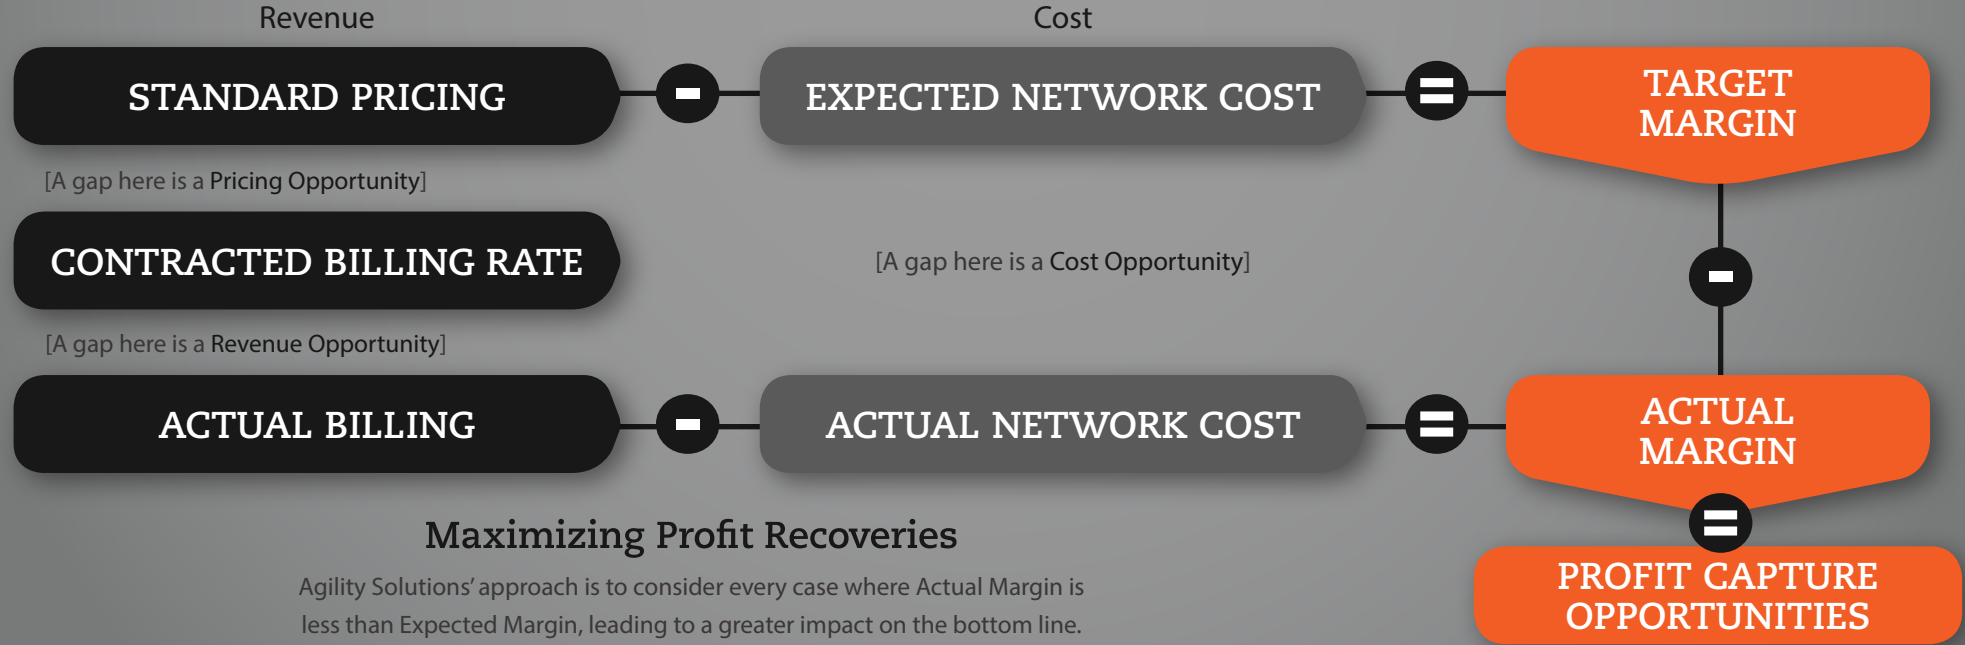 Revenue
Cost
STANDARD PRICING
-
EXPECTED NETWORK COST
=
TARGET
MARGIN
[A gap here is a Pricing Opportunity]
CONTRACTED BILLING RATE
[A gap here is a Cost Opportunity]
-
[A gap here is a Revenue Opportunity]
ACTUAL BILLING
-
ACTUAL NETWORK COST
=
ACTUAL
MARGIN
=
PROFIT CAPTURE
OPPORTUNITIES
Maximizing Profit Recoveries
Agility Solutions’ approach is to consider every case where Actual Margin is
less than Expected Margin, leading to a greater impact on the bottom line.